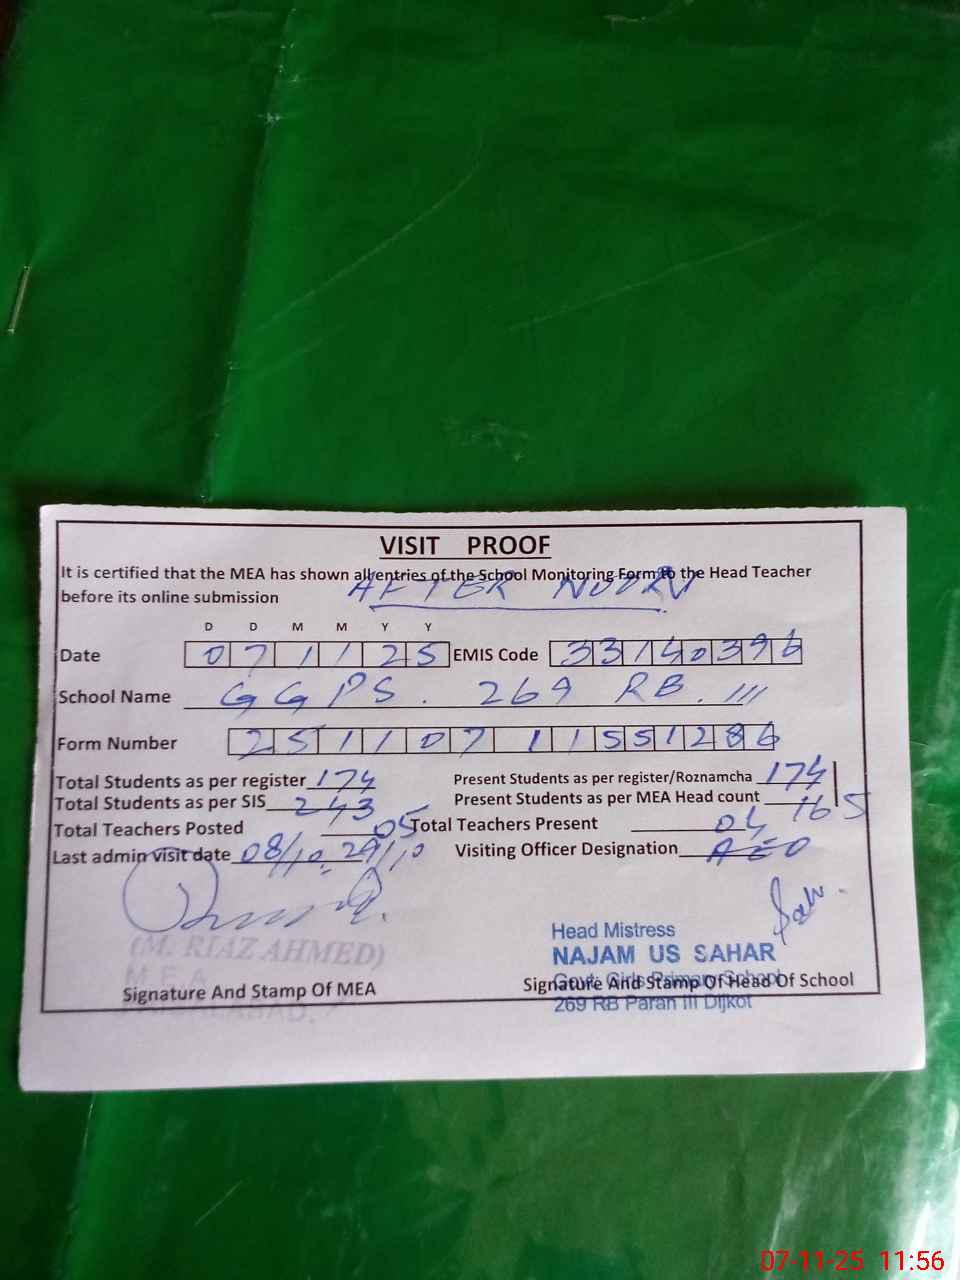 VISIT PROOF
It is certified that the MEA has shown all entries of the School Monitoring Form to the Head Teacher
before its online submission
AFTER NOON
D D M M Y Y
Date 0 7 1 1 2 5 EMIS Code 3 3 1 4 0 3 9 6
School Name GGPS. 269 RB. III
Form Number 2 5 1 1 0 7 1 1 5 5 1 2 8 6
Total Students as per register 174 Present Students as per register/Roznamcha 174
Total Students as per SIS 243 Present Students as per MEA Head count 165
Total Teachers Posted 05 Total Teachers Present 04
Last admin visit date 08/10, 29/10 Visiting Officer Designation AEO
(M. RIAZ AHMED)
M.E.A
Signature And Stamp Of MEA
FAISALABAD.
Head Mistress
NAJAM US SAHAR
Govt: Girls Primary School
Signature And Stamp Of Head Of School
269 RB Paran III Dijkot
07-11-25 11:56